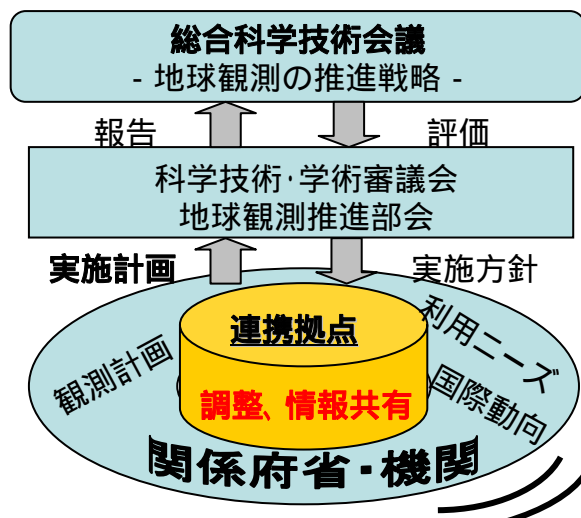 総合科学技術会議
- 地球観測の推進戦略 -
報告
評価
科学技術・学術審議会
地球観測推進部会
実施計画
実施方針
連携拠点
利用ニーズ
観測計画
国際動向
調整、情報共有
関係府省・機関